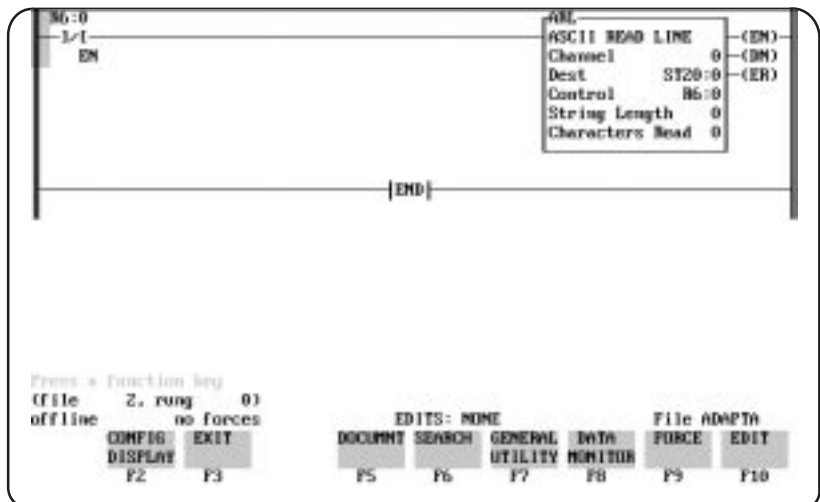 R6:0
EN
ARL
ASCII READ LINE
Channel 0
Dest ST20:0
Control R6:0
String Length 0
Characters Read 0
(EN)
(DN)
(ER)
END
Press a function key
(file 2, rung 0)
offline no forces EDITS: NONE File ADAPTA
CONFIG DISPLAY EXIT DOCUMNT SEARCH GENERAL UTILITY DATA MONITOR FORCE EDIT
F2 F3 F5 F6 F7 F8 F9 F10